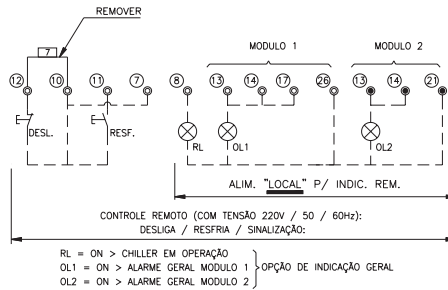 REMOVER
7
MODULO 1
MODULO 2
12
10
11
7
8
13
14
17
26
13
14
21
DESL.
RESF.
RL
OL1
OL2
ALIM. "LOCAL" P/ INDIC. REM.
CONTROLE REMOTO (COM TENSÃO 220V / 50 / 60Hz):
DESLIGA / RESFRIA / SINALIZAÇÃO:
RL = ON > CHILLER EM OPERAÇÃO
OL1 = ON > ALARME GERAL MODULO 1
OPÇÃO DE INDICAÇÃO GERAL
OL2 = ON > ALARME GERAL MODULO 2